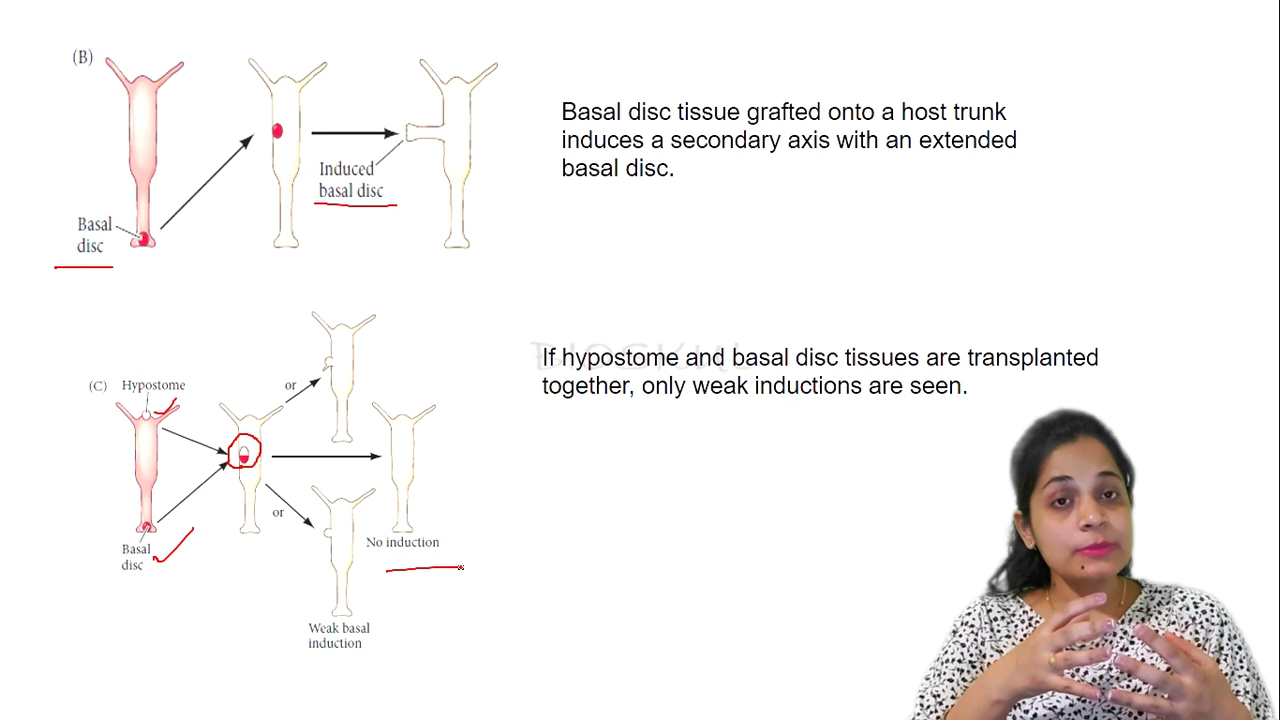 (B)
Basal disc tissue grafted onto a host trunk
induces a secondary axis with an extended
basal disc.
Induced
basal disc
Basal
disc
If hypostome and basal disc tissues are transplanted
together, only weak inductions are seen.
(C) Hypostome
or
or
Basal
disc
No induction
Weak basal
induction